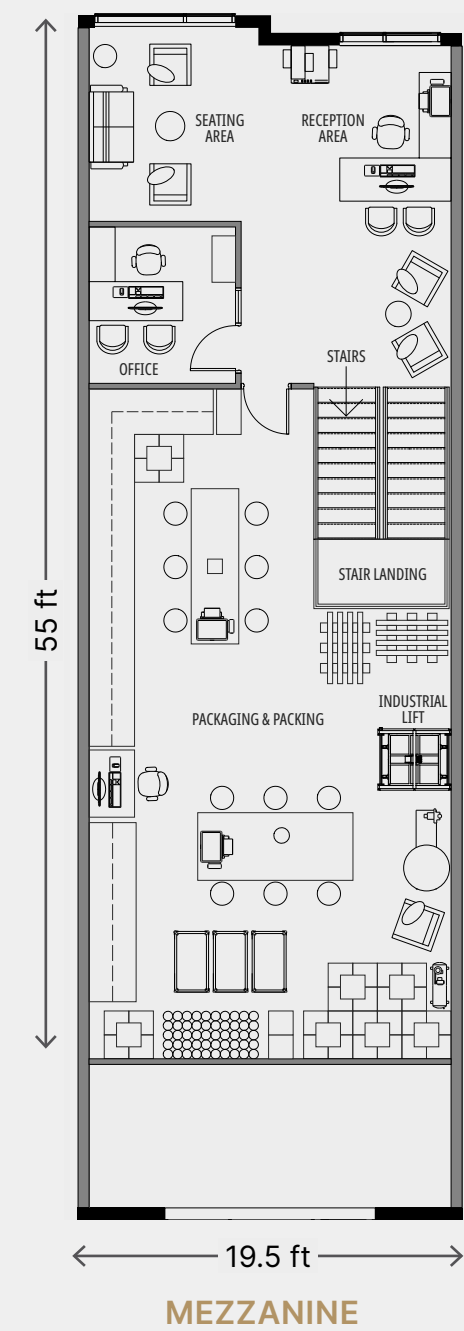 SEATING
AREA
RECEPTION
AREA
OFFICE
STAIRS
STAIR LANDING
INDUSTRIAL
LIFT
PACKAGING & PACKING
55 ft
19.5 ft
MEZZANINE